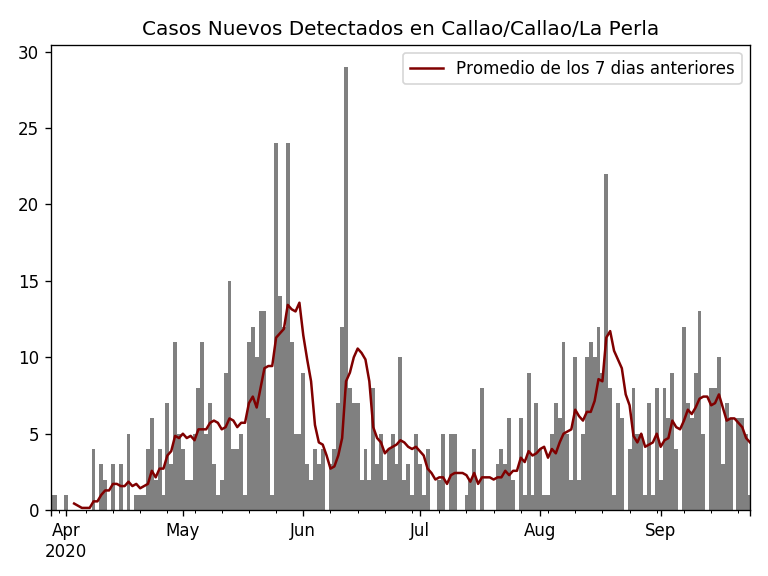 Casos Nuevos Detectados en Callao/Callao/La Perla
Promedio de los 7 dias anteriores
30
25
20
15
10
5
0
Apr May Jun Jul Aug Sep
2020